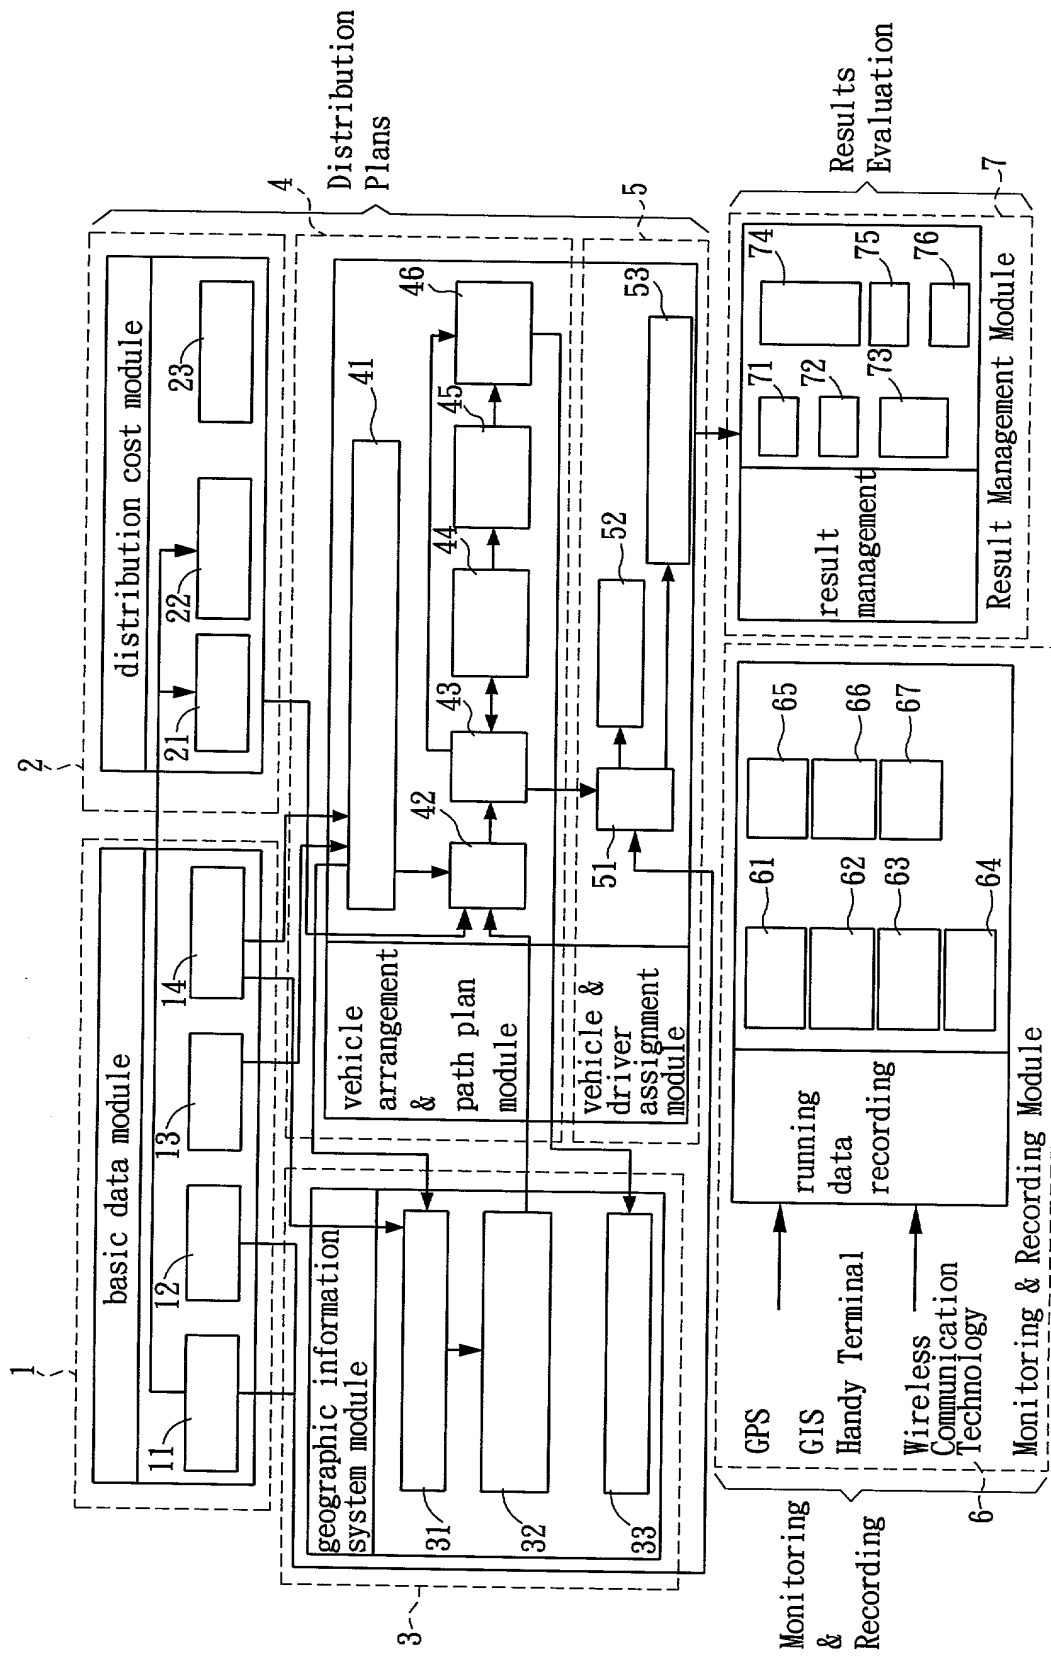 1
basic data module
11
12
13
14
2
distribution cost module
21
22
23
Distribution
Plans
3
geographic information
system module
31
32
33
4
vehicle
arrangement
&
path plan
module
41
42
43
44
45
46
5
vehicle &
driver
assignment
module
51
52
53
Monitoring
&
Recording
6
GPS
GIS
Handy Terminal
Wireless
Communication
Technology
running
data
recording
61
62
63
64
65
66
67
Monitoring & Recording Module
Results
Evaluation
7
result
management
71
72
73
74
75
76
Result Management Module